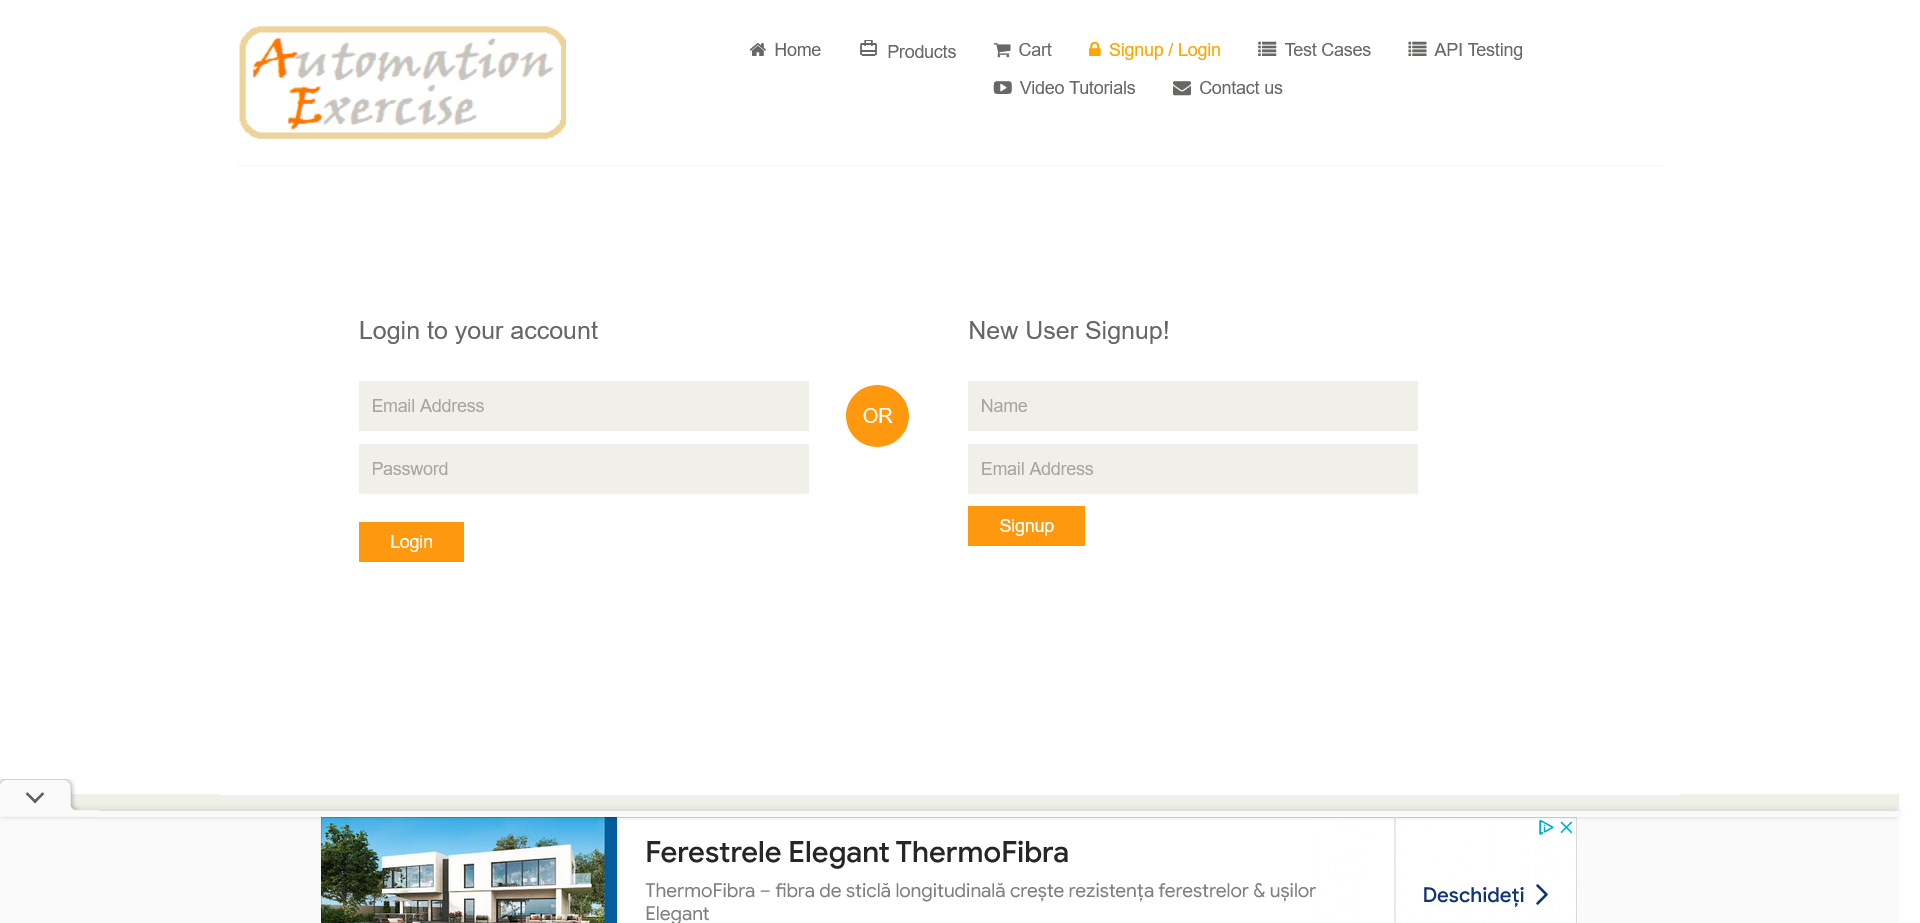 Automation
Exercise
Home
Products
Cart
Signup / Login
Test Cases
API Testing
Video Tutorials
Contact us
Login to your account
Email Address
Password
Login
OR
New User Signup!
Name
Email Address
Signup
Ferestrele Elegant ThermoFibra
ThermoFibra – fibra de sticlă longitudinală crește rezistența ferestrelor & ușilor
Elegant
Deschideți